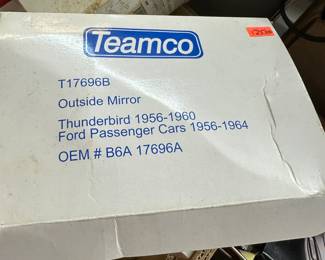 Teamco
T17696B
Outside Mirror
Thunderbird 1956-1960
Ford Passenger Cars 1956-1964
OEM # B6A 17696A